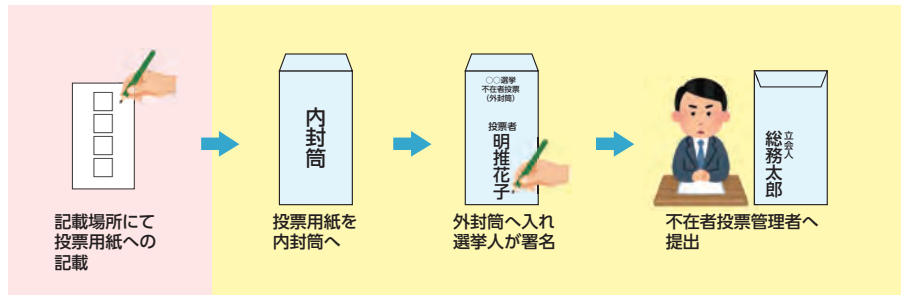 内封筒
○○選挙
不在者投票
(外封筒)
投票者
明推花子
立会人
総務太郎
記載場所にて
投票用紙への
記載
投票用紙を
内封筒へ
外封筒へ入れ
選挙人が署名
不在者投票管理者へ
提出